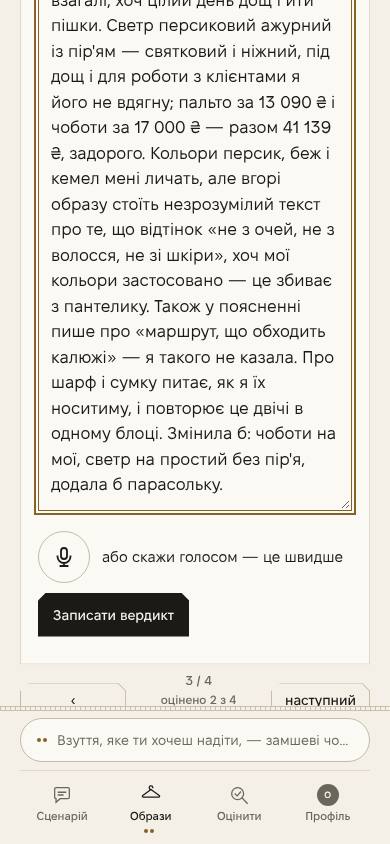 взагалі, хоч цілий день дощ і йти
пішки. Светр персиковий ажурний
із пір'ям — святковий і ніжний, під
дощ і для роботи з клієнтами я
його не вдягну; пальто за 13 090 ₴ і
чоботи за 17 000 ₴ — разом 41 139
₴, задорого. Кольори персик, беж і
кемел мені личать, але вгорі
образу стоїть незрозумілий текст
про те, що відтінок «не з очей, не з
волосся, не зі шкіри», хоч мої
кольори застосовано — це збиває
з пантелику. Також у поясненні
пише про «маршрут, що обходить
калюжі» — я такого не казала. Про
шарф і сумку питає, як я їх
носитиму, і повторює це двічі в
одному блоці. Змінила б: чоботи на
мої, светр на простий без пір'я,
додала б парасольку.
або скажи голосом — це швидше
Записати вердикт
3 / 4
‹ оцінено 2 з 4 наступний
Взуття, яке ти хочеш надіти, — замшеві чо…
Сценарій Образи Оцінити Профіль
О